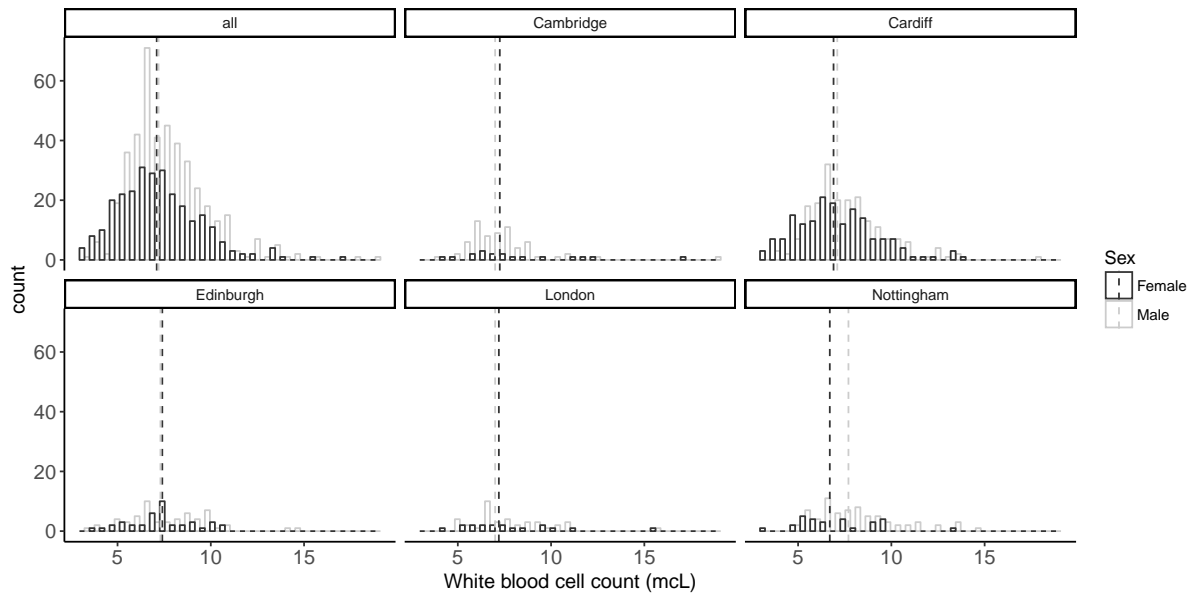 all
Cambridge
Cardiff
60
40
20
0
Edinburgh
London
Nottingham
60
40
20
0
5
10
15
5
10
15
5
10
15
count
White blood cell count (mcL)
Sex
Female
Male